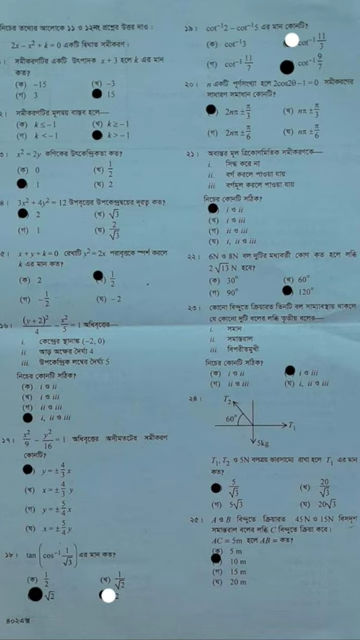 নিচের তথ্যের আলোকে ১১ ও ১২নং প্রশ্নের উত্তর দাও :
2x − x² + k = 0 একটি দ্বিঘাত সমীকরণ।
সমীকরণটির একটি উৎপাদক x + 3 হলে k এর মান
কত?
(ক) −15 (খ) −3
(গ) 3 15
সমীকরণটির মূলদ্বয় বাস্তব হলে—
(ক) k ≤ −1 (খ) k ≥ −1
(গ) k < −1 k > −1
x² = 2y কণিকের উৎকেন্দ্রিকতা কত?
(ক) 0 (খ) 1/2
1 (ঘ) 2
3x² + 4y² = 12 উপবৃত্তের উপকেন্দ্রদ্বয়ের দূরত্ব কত?
2 (খ) √3
(গ) 1 (ঘ) 2/√3
x + y + k = 0 রেখাটি y² = 2x পরাবৃত্তকে স্পর্শ করলে
k এর মান কত?
(ক) 2 1/2
(গ) −1/2 (ঘ) −2
(y + 2)²/4 − x²/5 = 1 অধিবৃত্তের—
i. কেন্দ্রের স্থানাঙ্ক (−2, 0)
ii. আড় অক্ষের দৈর্ঘ্য 4
iii. উপকেন্দ্রিক লম্বের দৈর্ঘ্য 5
নিচের কোনটি সঠিক?
(ক) i ও ii
(খ) i ও iii
(গ) ii ও iii
i, ii ও iii
১৭। x²/9 − y²/16 = 1 অধিবৃত্তের অসীমতটের সমীকরণ
কোনটি?
y = ± 4/3 x
(খ) x = ± 4/3 y
(গ) y = ± 5/4 x
(ঘ) x = ± 5/4 y
১৮। tan (cos⁻¹ 1/√3) এর মান কত?
(ক) 1/2 (খ) 1/√2
√2 2
১৯। cot⁻¹2 − cot⁻¹5 এর মান কোনটি?
(ক) cot⁻¹3 cot⁻¹ 11/3
(গ) cot⁻¹ 11/7 cot⁻¹ 9/7
২০। n একটি পূর্ণসংখ্যা হলে 2cos2θ − 1 = 0 সমীকরণের
সাধারণ সমাধান কোনটি?
2nπ ± π/3 (খ) nπ ± π/3
(গ) 2nπ ± π/6 (ঘ) nπ ± π/6
২১। অবান্তর মূল ত্রিকোণমিতিক সমীকরণকে—
i. সিদ্ধ করে না
ii. বর্গ করলে পাওয়া যায়
iii. বর্গমূল করলে পাওয়া যায়
নিচের কোনটি সঠিক?
i ও ii
(খ) i ও iii
(গ) ii ও iii
(ঘ) i, ii ও iii
২২। 6N ও 8N বল দুটির মধ্যবর্তী কোণ কত হলে লব্ধি
2√13 N হবে?
(ক) 30° (খ) 60°
(গ) 90° 120°
২৩। কোনো বিন্দুতে ক্রিয়ারত তিনটি বল সাম্যাবস্থায় থাকলে
যে কোনো দুটি বলের লব্ধি তৃতীয় বলের—
i. সমান
ii. সমান্তরাল
iii. বিপরীতমুখী
নিচের কোনটি সঠিক?
(ক) i ও ii i ও iii
(গ) ii ও iii (ঘ) i, ii ও iii
২৪।
T₂
60°
T₁
5kg
T₁, T₂ ও 5N বলত্রয় ভারসাম্যে রাখা হলে T₁ এর মান
কত?
5/√3 (খ) 20/√3
(গ) 5√3 (ঘ) 20√3
২৫। A ও B বিন্দুতে ক্রিয়ারত 45N ও 15N বিসদৃশ
সমান্তরাল বলের লব্ধি C বিন্দুতে ক্রিয়া করে।
AC = 5m হলে AB = কত?
(ক) 5 m
10 m
(গ) 15 m
(ঘ) 20 m